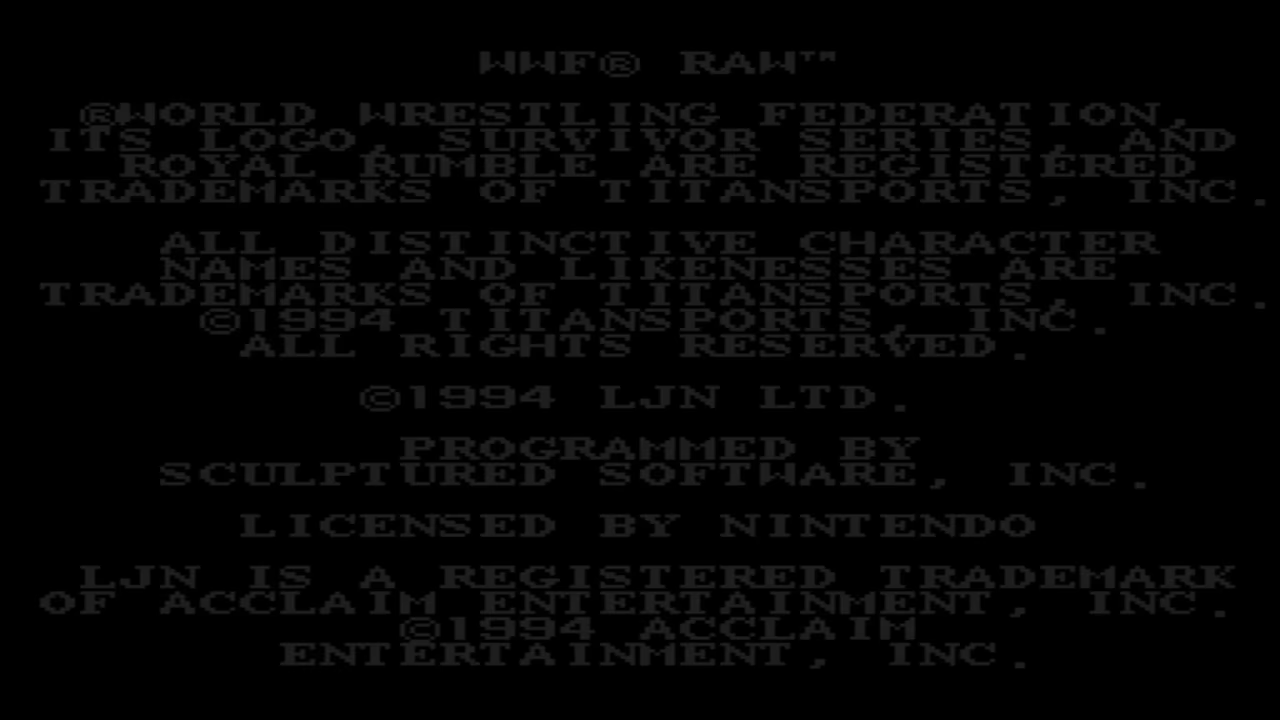 WWF® RAW™
®WORLD WRESTLING FEDERATION,
ITS LOGO, SURVIVOR SERIES, AND
ROYAL RUMBLE ARE REGISTERED
TRADEMARKS OF TITANSPORTS, INC.
ALL DISTINCTIVE CHARACTER
NAMES AND LIKENESSES ARE
TRADEMARKS OF TITANSPORTS, INC.
©1994 TITANSPORTS, INC.
ALL RIGHTS RESERVED.
©1994 LJN LTD.
PROGRAMMED BY
SCULPTURED SOFTWARE, INC.
LICENSED BY NINTENDO
LJN IS A REGISTERED TRADEMARK
OF ACCLAIM ENTERTAINMENT, INC.
©1994 ACCLAIM
ENTERTAINMENT, INC.